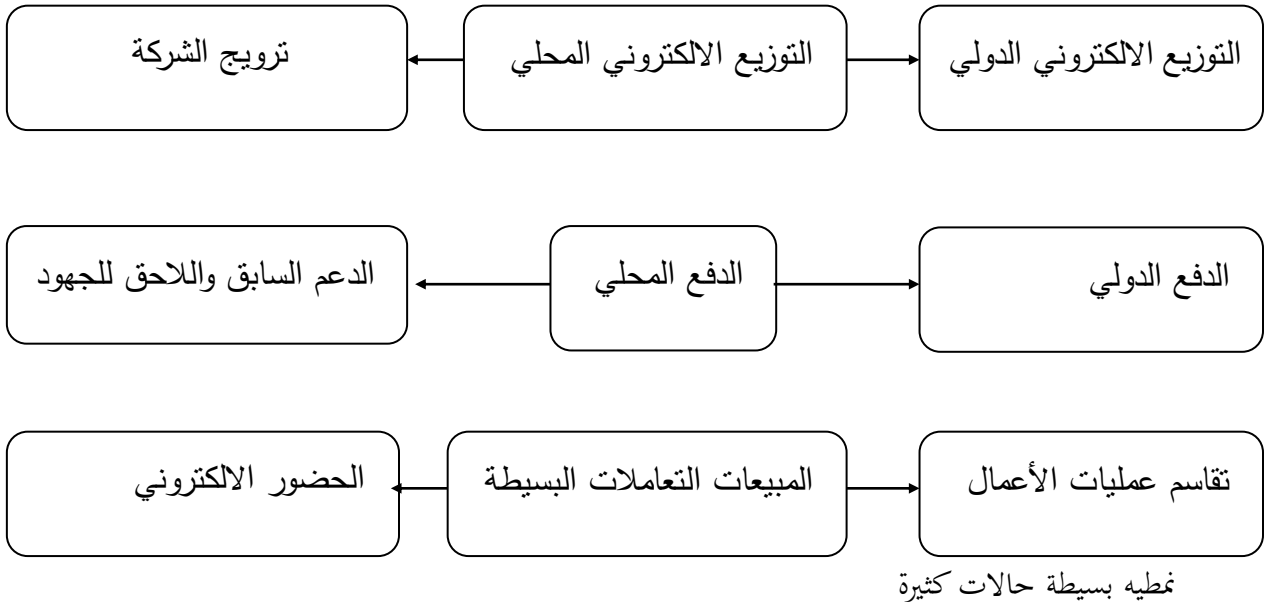 التوزيع الالكتروني الدولي
التوزيع الالكتروني المحلي
ترويج الشركة
الدفع الدولي
الدفع المحلي
الدعم السابق واللاحق للجهود
تقاسم عمليات الأعمال
المبيعات التعاملات البسيطة
الحضور الالكتروني
نمطيه بسيطة حالات كثيرة